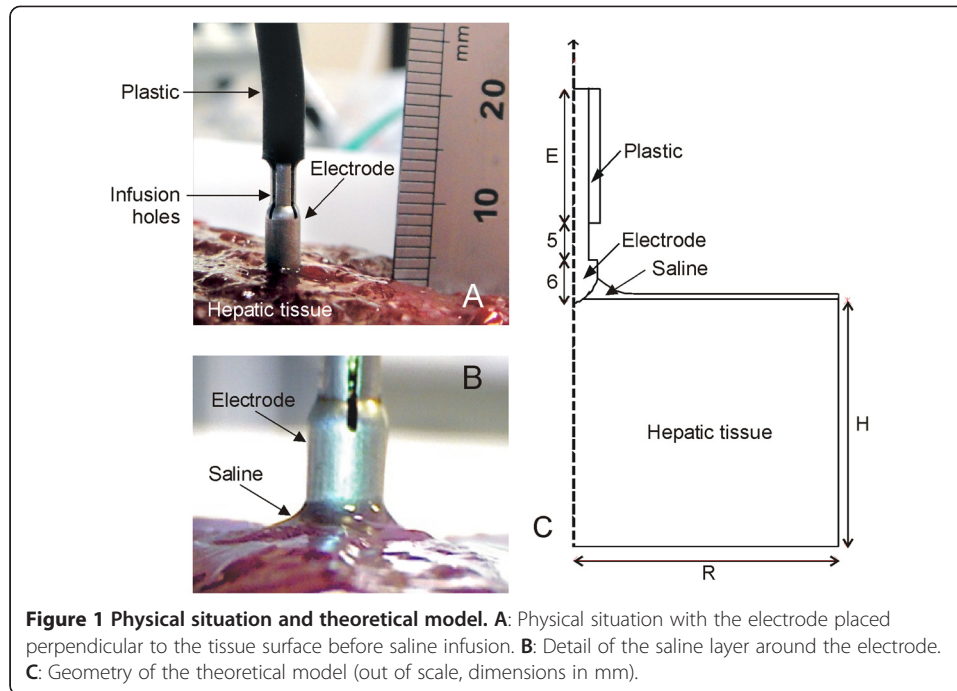 Plastic
Infusion
holes
Electrode
mm
20
10
A
Hepatic tissue
B
Electrode
Saline
E
Plastic
5
Electrode
6
Saline
Hepatic tissue
H
C
R
Figure 1 Physical situation and theoretical model. A: Physical situation with the electrode placed
perpendicular to the tissue surface before saline infusion. B: Detail of the saline layer around the electrode.
C: Geometry of the theoretical model (out of scale, dimensions in mm).